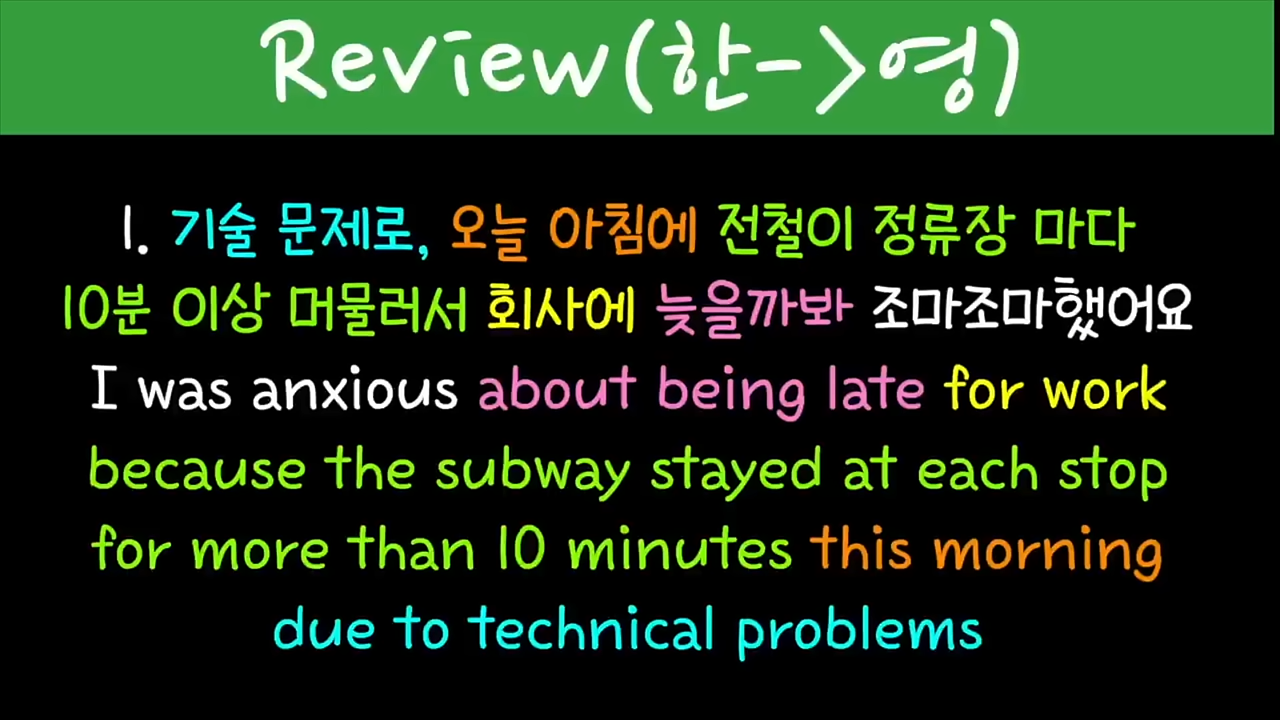 Review(한->영)
1. 기술 문제로, 오늘 아침에 전철이 정류장 마다
10분 이상 머물러서 회사에 늦을까봐 조마조마했어요
I was anxious about being late for work
because the subway stayed at each stop
for more than 10 minutes this morning
due to technical problems